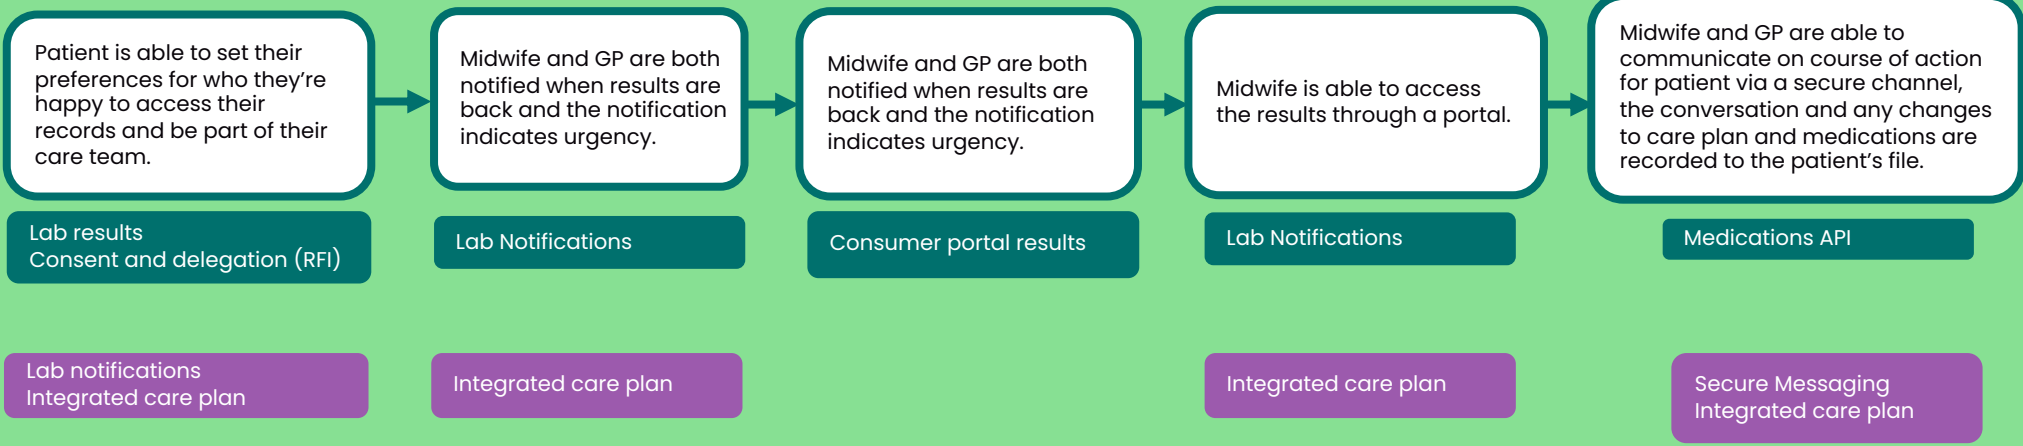 Patient is able to set their
preferences for who they're
happy to access their
records and be part of their
care team.
Midwife and GP are both
notified when results are
back and the notification
indicates urgency.
Midwife and GP are both
notified when results are
back and the notification
indicates urgency.
Midwife is able to access
the results through a portal.
Midwife and GP are able to
communicate on course of action
for patient via a secure channel,
the conversation and any changes
to care plan and medications are
recorded to the patient's file.
Lab results
Consent and delegation (RFI)
Lab Notifications
Consumer portal results
Lab Notifications
Medications API
Lab notifications
Integrated care plan
Integrated care plan
Integrated care plan
Secure Messaging
Integrated care plan